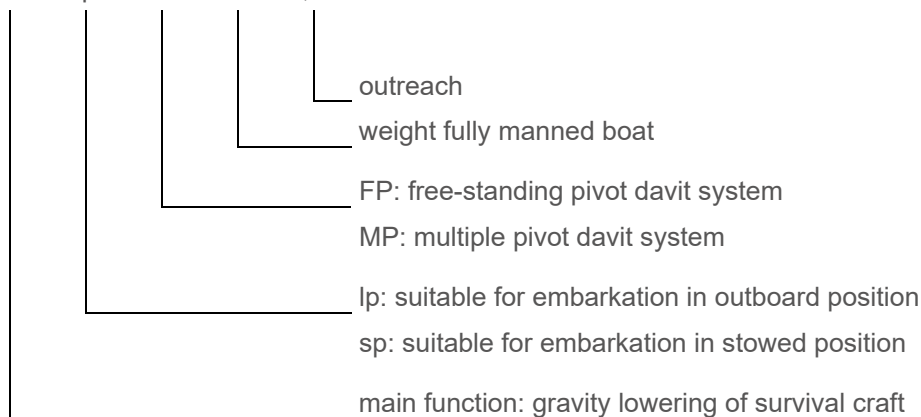 outreach
weight fully manned boat
FP: free-standing pivot davit system
MP: multiple pivot davit system
lp: suitable for embarkation in outboard position
sp: suitable for embarkation in stowed position
main function: gravity lowering of survival craft